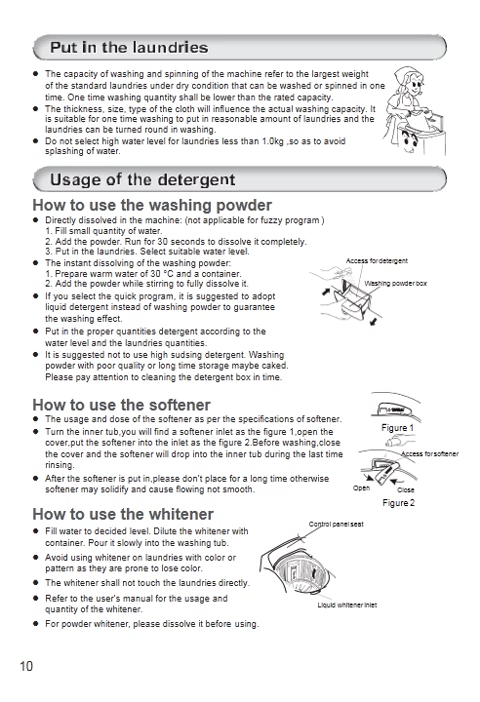 Put in the laundries
● The capacity of washing and spinning of the machine refer to the largest weight
of the standard laundries under dry condition that can be washed or spinned in one
time. One time washing quantity shall be lower than the rated capacity.
● The thickness, size, type of the cloth will influence the actual washing capacity. It
is suitable for one time washing to put in reasonable amount of laundries and the
laundries can be turned round in washing.
● Do not select high water level for laundries less than 1.0kg ,so as to avoid
splashing of water.
Usage of the detergent
How to use the washing powder
● Directly dissolved in the machine: (not applicable for fuzzy program )
1. Fill small quantity of water.
2. Add the powder. Run for 30 seconds to dissolve it completely.
3. Put in the laundries. Select suitable water level.
● The instant dissolving of the washing powder:
1. Prepare warm water of 30 °C and a container.
2. Add the powder while stirring to fully dissolve it.
● If you select the quick program, it is suggested to adopt
liquid detergent instead of washing powder to guarantee
the washing effect.
● Put in the proper quantities detergent according to the
water level and the laundries quantities.
● It is suggested not to use high sudsing detergent. Washing
powder with poor quality or long time storage maybe caked.
Please pay attention to cleaning the detergent box in time.
Access for detergent
Washing powder box
How to use the softener
● The usage and dose of the softener as per the specifications of softener.
● Turn the inner tub,you will find a softener inlet as the figure 1,open the
cover,put the softener into the inlet as the figure 2.Before washing,close
the cover and the softener will drop into the inner tub during the last time
rinsing.
● After the softener is put in,please don't place for a long time otherwise
softener may solidify and cause flowing not smooth.
Figure 1
Access for softener
Open
Close
Figure 2
How to use the whitener
● Fill water to decided level. Dilute the whitener with
container. Pour it slowly into the washing tub.
● Avoid using whitener on laundries with color or
pattern as they are prone to lose color.
● The whitener shall not touch the laundries directly.
● Refer to the user's manual for the usage and
quantity of the whitener.
● For powder whitener, please dissolve it before using.
Control panel seat
Liquid whitener inlet
10